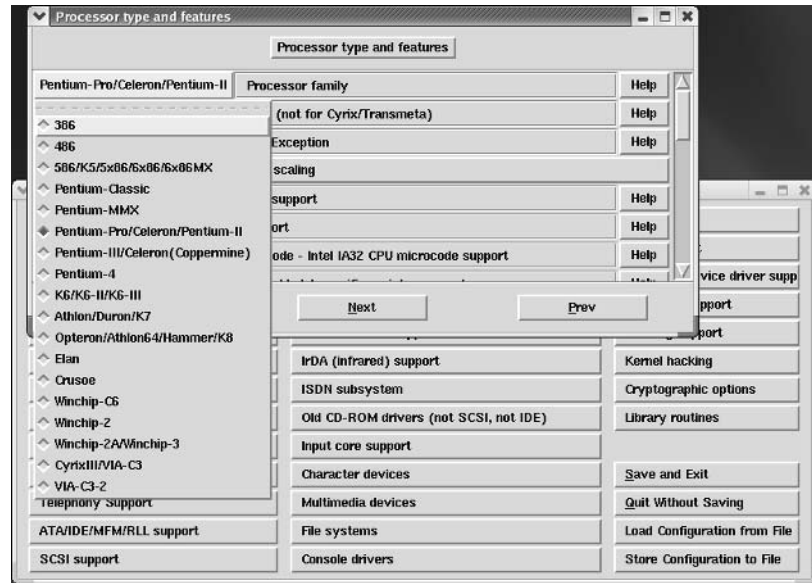 Processor type and features
Processor type and features
Pentium-Pro/Celeron/Pentium-II Processor family Help
(not for Cyrix/Transmeta) Help
Exception Help
scaling
support Help
ort Help
ode - Intel IA32 CPU microcode support Help
386
486
586/K5/5x86/6x86/6x86MX
Pentium-Classic
Pentium-MMX
Pentium-Pro/Celeron/Pentium-II
Pentium-III/Celeron(Coppermine)
Pentium-4
K6/K6-II/K6-III
Athlon/Duron/K7
Opteron/Athlon64/Hammer/K8
Elan
Crusoe
Winchip-C6
Winchip-2
Winchip-2A/Winchip-3
CyrixIII/VIA-C3
VIA-C3-2
Next Prev
vice driver supp
pport
port
IrDA (infrared) support Kernel hacking
ISDN subsystem Cryptographic options
Old CD-ROM drivers (not SCSI, not IDE) Library routines
Input core support
Character devices Save and Exit
Telephony Support Multimedia devices Quit Without Saving
ATA/IDE/MFM/RLL support File systems Load Configuration from File
SCSI support Console drivers Store Configuration to File